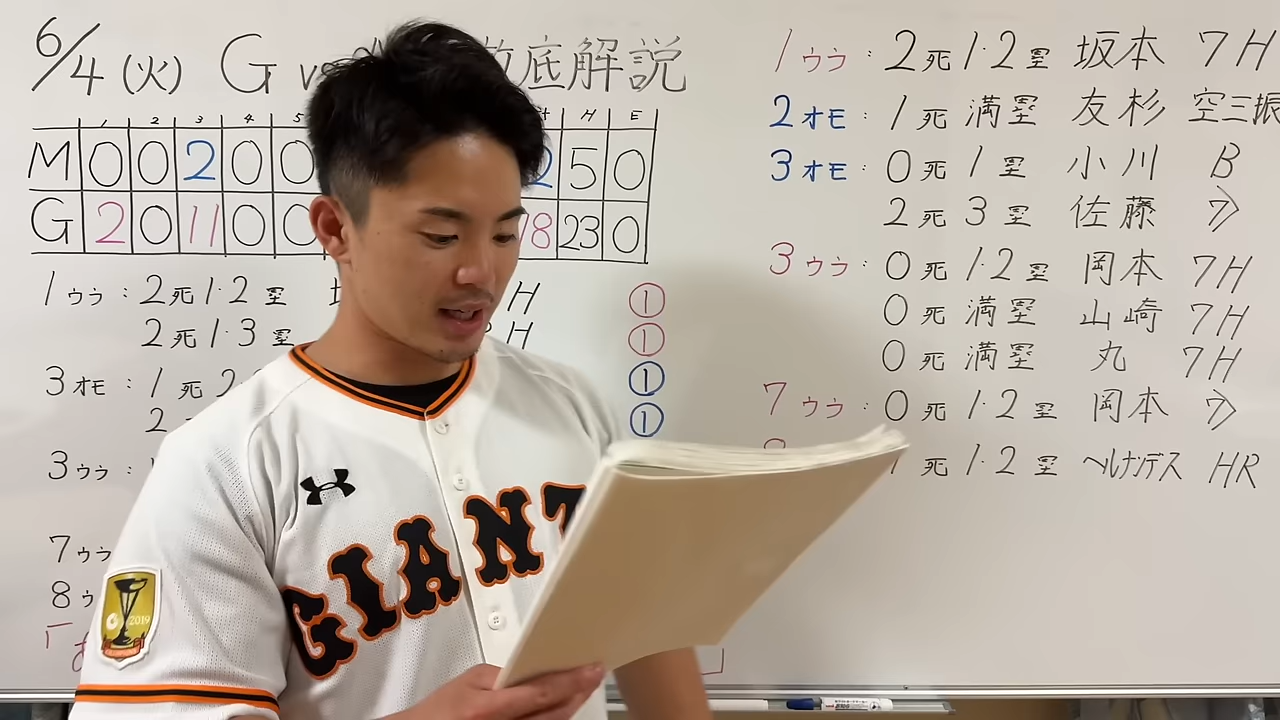 6/4 (火) G vs 徹底解説
1 2 3 4 5 H E
M 0 0 2 0 0 2 5 0
G 2 0 11 0 0 18 23 0
1ウラ : 2死1·2塁 H ①
2死1·3塁 H ①
3オモ : 1死2 ①
2 ①
3ウラ :
7ウラ
8ウ
「
1ウラ : 2死1·2塁 坂本 7H
2オモ : 1死満塁 友杉 空三振
3オモ : 0死1塁 小川 B
2死3塁 佐藤 7>
3ウラ : 0死1·2塁 岡本 7H
0死満塁 山崎 7H
0死満塁 丸 7H
7ウラ : 0死1·2塁 岡本 7>
死1·2塁 ヘルナンデス HR
GIANT
2019